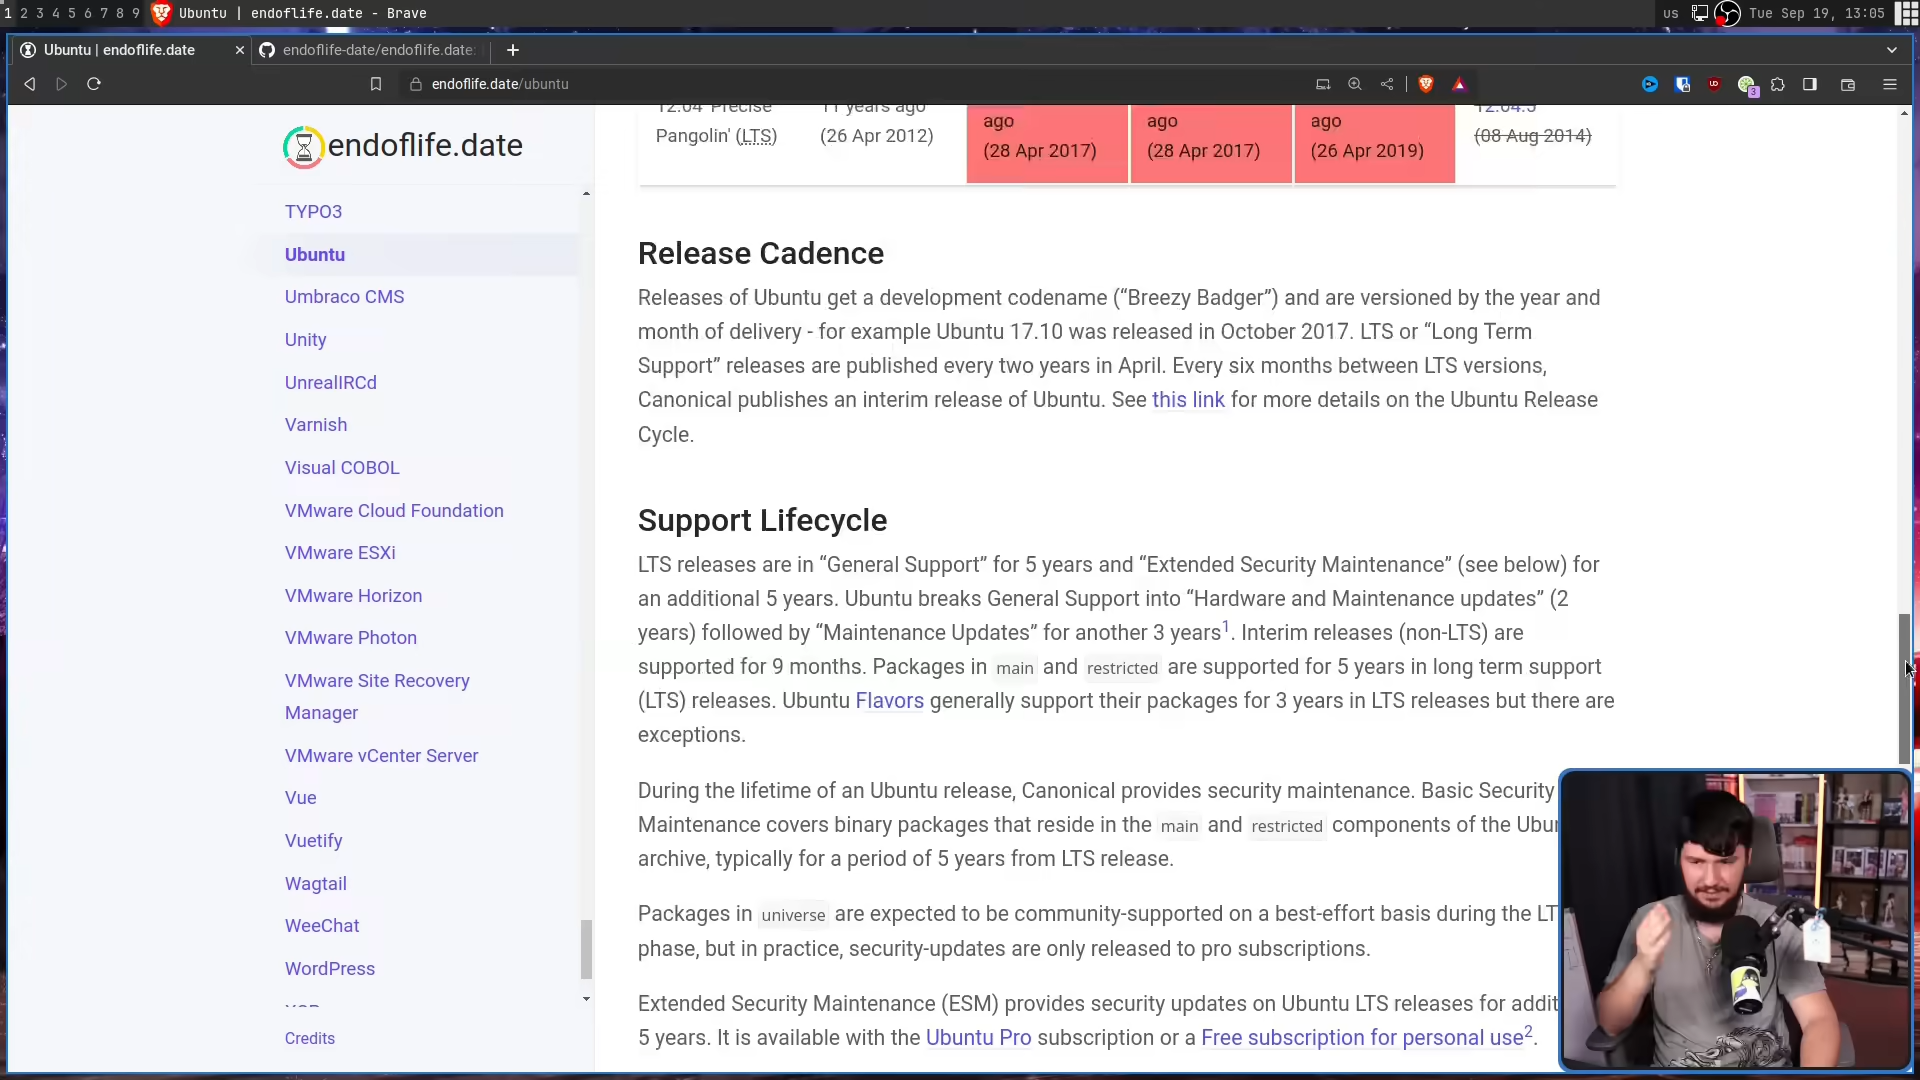 1 2 3 4 5 6 7 8 9 Ubuntu | endoflife.date - Brave us Tue Sep 19, 13:05
Ubuntu | endoflife.date endoflife-date/endoflife.date:
endoflife.date/ubuntu
3
endoflife.date
TYPO3
Ubuntu
Umbraco CMS
Unity
UnrealIRCd
Varnish
Visual COBOL
VMware Cloud Foundation
VMware ESXi
VMware Horizon
VMware Photon
VMware Site Recovery
Manager
VMware vCenter Server
Vue
Vuetify
Wagtail
WeeChat
WordPress
Credits
12.04 'Precise 11 years ago 12.04.5
Pangolin' (LTS) (26 Apr 2012) ago ago ago (08 Aug 2014)
(28 Apr 2017) (28 Apr 2017) (26 Apr 2019)
Release Cadence
Releases of Ubuntu get a development codename (“Breezy Badger”) and are versioned by the year and
month of delivery - for example Ubuntu 17.10 was released in October 2017. LTS or “Long Term
Support” releases are published every two years in April. Every six months between LTS versions,
Canonical publishes an interim release of Ubuntu. See this link for more details on the Ubuntu Release
Cycle.
Support Lifecycle
LTS releases are in “General Support” for 5 years and “Extended Security Maintenance” (see below) for
an additional 5 years. Ubuntu breaks General Support into “Hardware and Maintenance updates” (2
years) followed by “Maintenance Updates” for another 3 years1. Interim releases (non-LTS) are
supported for 9 months. Packages in main and restricted are supported for 5 years in long term support
(LTS) releases. Ubuntu Flavors generally support their packages for 3 years in LTS releases but there are
exceptions.
During the lifetime of an Ubuntu release, Canonical provides security maintenance. Basic Security
Maintenance covers binary packages that reside in the main and restricted components of the Ubun
archive, typically for a period of 5 years from LTS release.
Packages in universe are expected to be community-supported on a best-effort basis during the LT
phase, but in practice, security-updates are only released to pro subscriptions.
Extended Security Maintenance (ESM) provides security updates on Ubuntu LTS releases for addit
5 years. It is available with the Ubuntu Pro subscription or a Free subscription for personal use2.